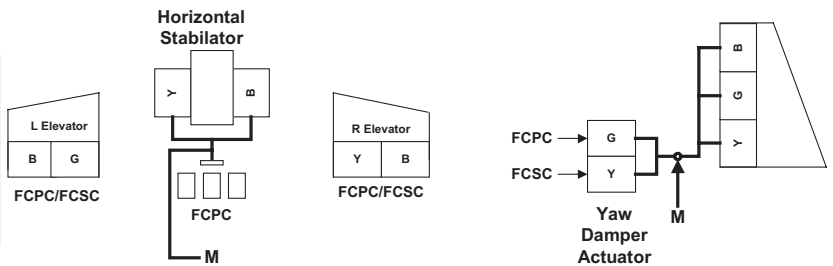 Horizontal
Stabilator
Y
B
L Elevator
B G
FCPC/FCSC
FCPC
M
R Elevator
Y B
FCPC/FCSC
FCPC
G
FCSC
Y
Yaw
Damper
Actuator
M
B
G
Y